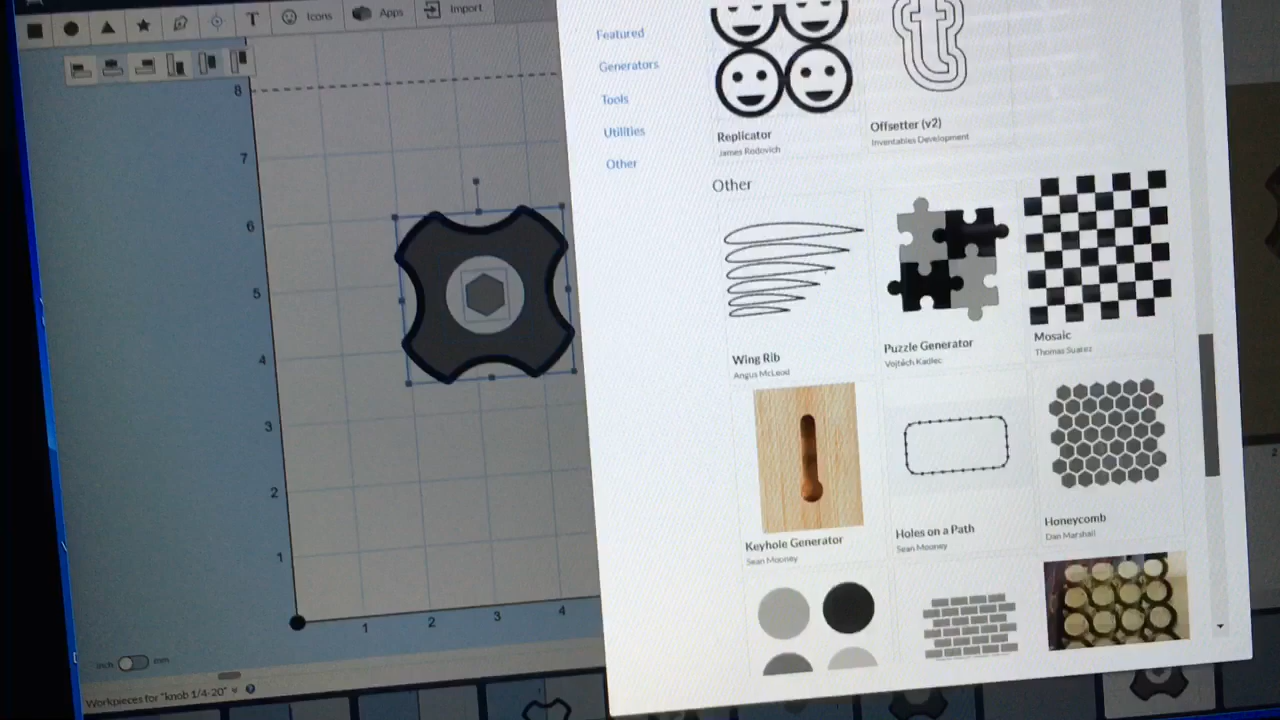 T Icons Apps Import
8
7
6
5
4
3
2
1
1 2 3 4
inch mm
Workpieces for "knob 1/4-20"
Featured
Generators
Tools
Utilities
Other
Replicator
James Rodovich
Offsetter (v2)
Inventables Development
Other
Wing Rib
Angus McLeod
Puzzle Generator
Vojtěch Kadlec
Mosaic
Thomas Suarez
Keyhole Generator
Sean Mooney
Holes on a Path
Sean Mooney
Honeycomb
Dan Marshall
2